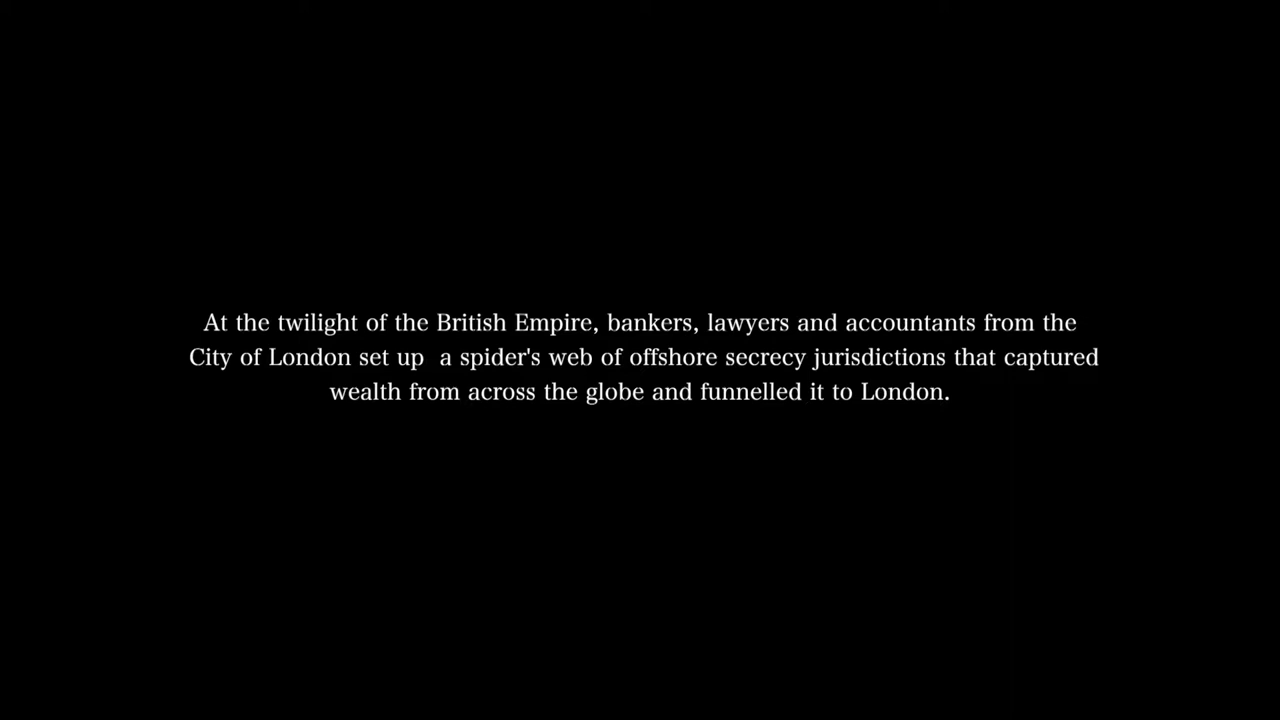 At the twilight of the British Empire, bankers, lawyers and accountants from the
City of London set up  a spider's web of offshore secrecy jurisdictions that captured
wealth from across the globe and funnelled it to London.